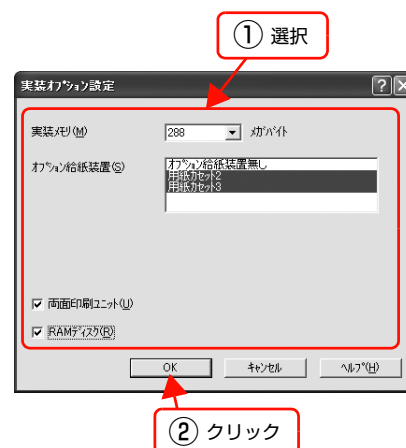 ① 選択
実装ｵﾌﾟｼｮﾝ設定
実装ﾒﾓﾘ(M) 288 ﾒｶﾞﾊﾞｲﾄ
ｵﾌﾟｼｮﾝ給紙装置(S) ｵﾌﾟｼｮﾝ給紙装置無し
用紙ｶｾｯﾄ2
用紙ｶｾｯﾄ3
両面印刷ﾕﾆｯﾄ(U)
RAMﾃﾞｨｽｸ(R)
OK ｷｬﾝｾﾙ ﾍﾙﾌﾟ(H)
② クリック